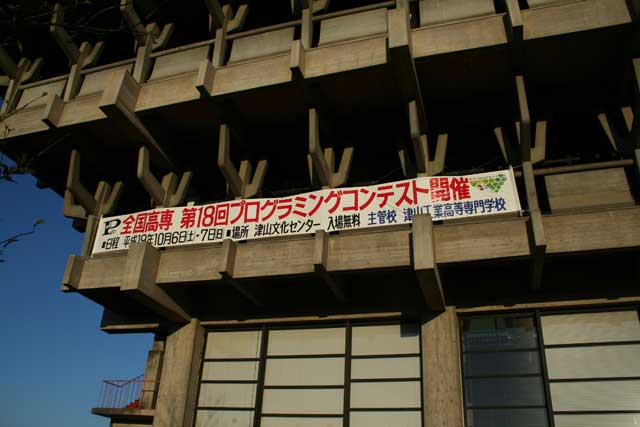 全国高専 第18回プログラミングコンテスト 開催
■日程 平成19年10月6日(土)・7日(日) ■場所 津山文化センター 入場無料 主管校 津山工業高等専門学校